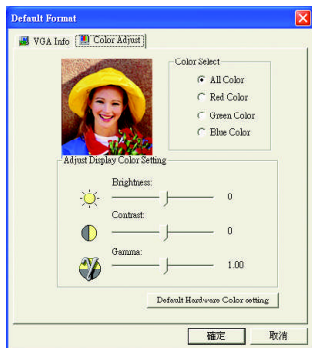 Default Format
VGA Info
Color Adjust
Color Select
All Color
Red Color
Green Color
Blue Color
Adjust Display Color Setting
Brightness:
0
Contrast:
0
Gamma:
1.00
Default Hardware Color setting
確定
取消